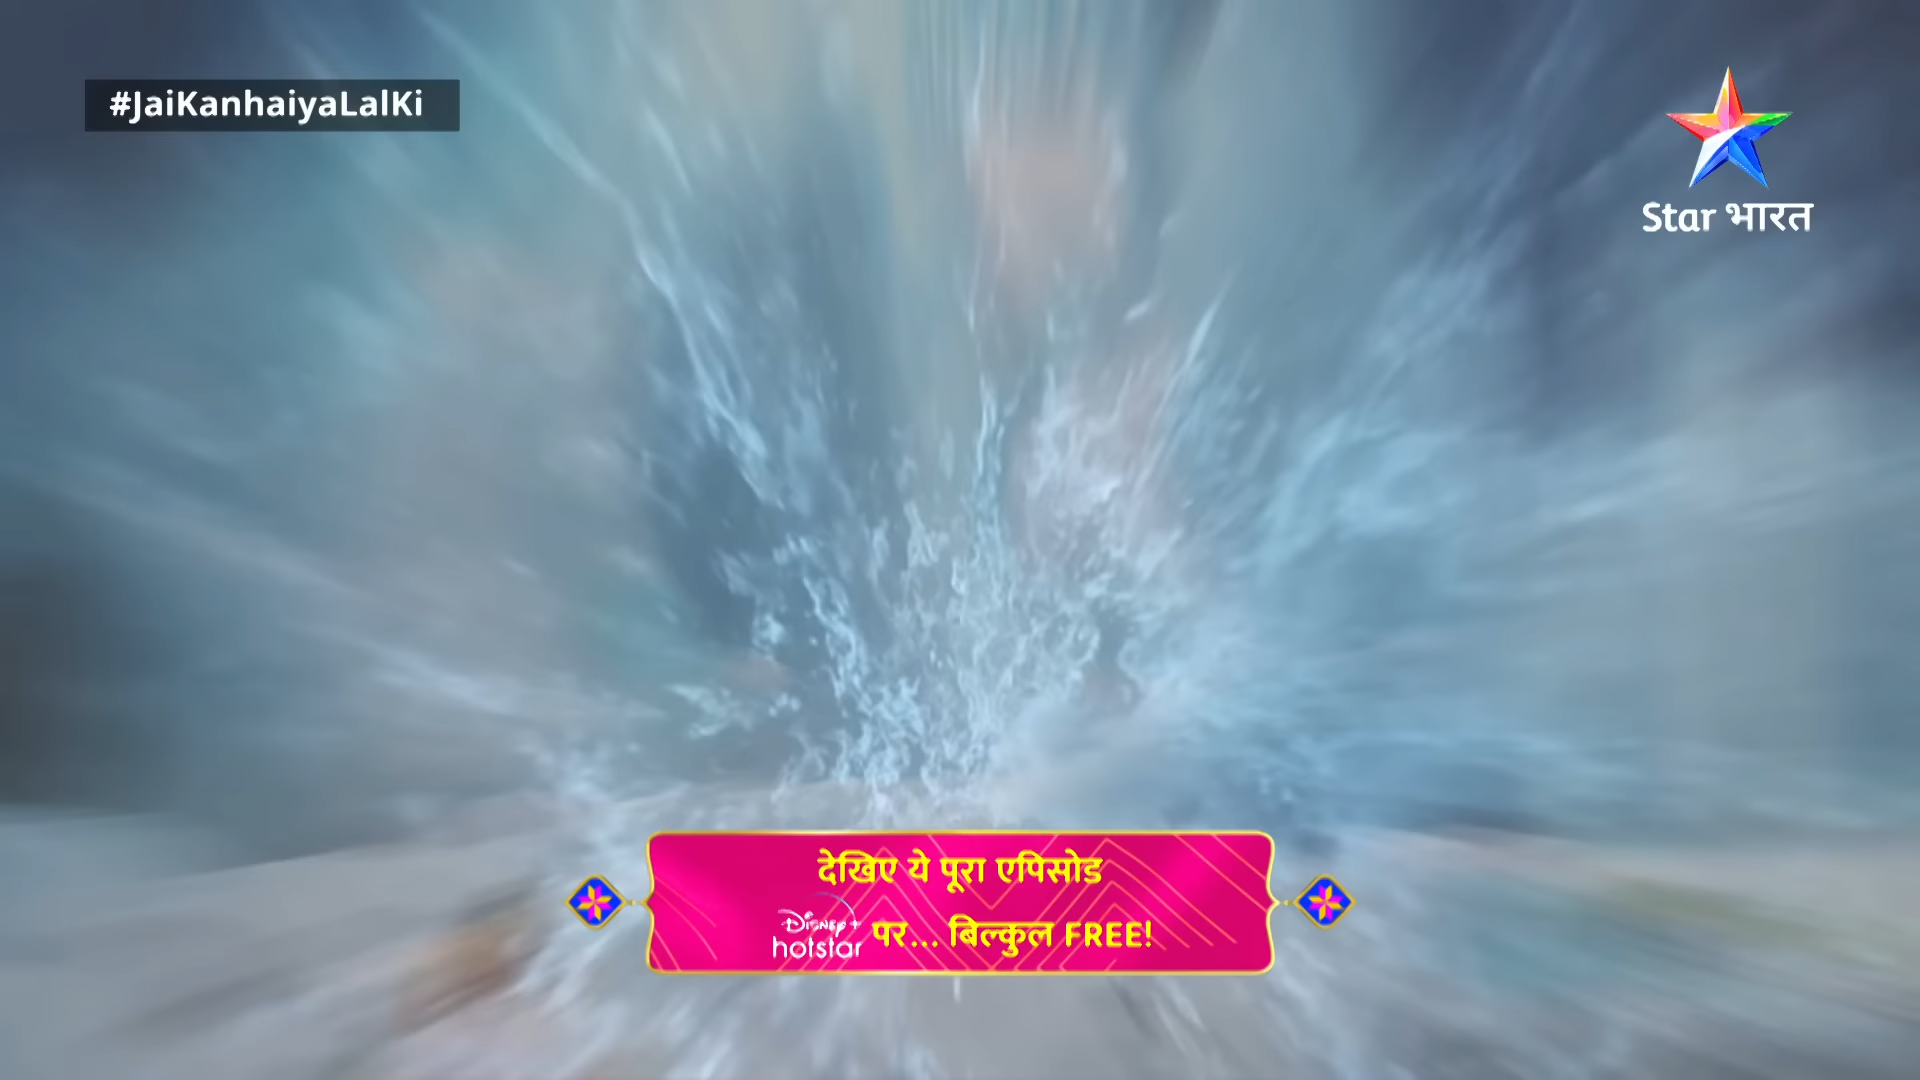 #JaiKanhaiyaLalKi
Star भारत
देखिए ये पूरा एपिसोड
Disney+ hotstar पर... बिल्कुल FREE!